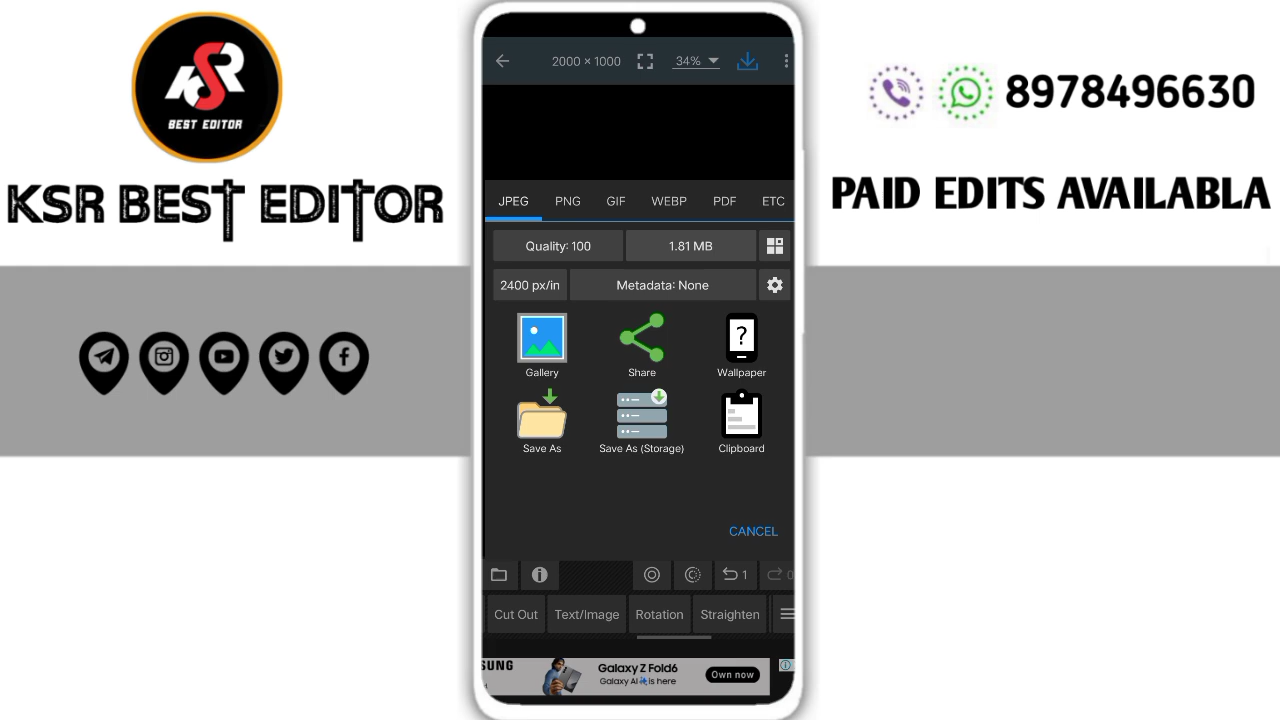 KSR
BEST EDITOR
KSR BEST EDITOR
8978496630
PAID EDITS AVAILABLA
2000 × 1000
34%
JPEG PNG GIF WEBP PDF ETC
Quality: 100 1.81 MB
2400 px/in Metadata: None
Gallery Share Wallpaper
Save As Save As (Storage) Clipboard
CANCEL
1 0
Cut Out Text/Image Rotation Straighten
SUNG
Galaxy Z Fold6
Galaxy AI is here
Own now